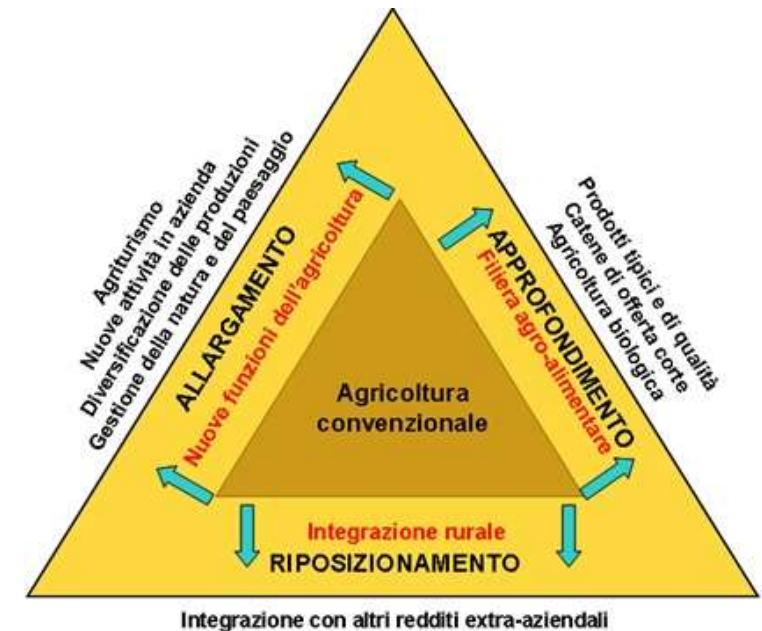 Agriturismo
Nuove attività in azienda
Diversificazione delle produzioni
Gestione della natura e del paesaggio
ALLARGAMENTO
Nuove funzioni dell'agricoltura
Agricoltura
convenzionale
Prodotti tipici e di qualità
Catene di offerta corte
Agricoltura biologica
APPROFONDIMENTO
Filiera agro-alimentare
Integrazione rurale
RIPOSIZIONAMENTO
Integrazione con altri redditi extra-aziendali